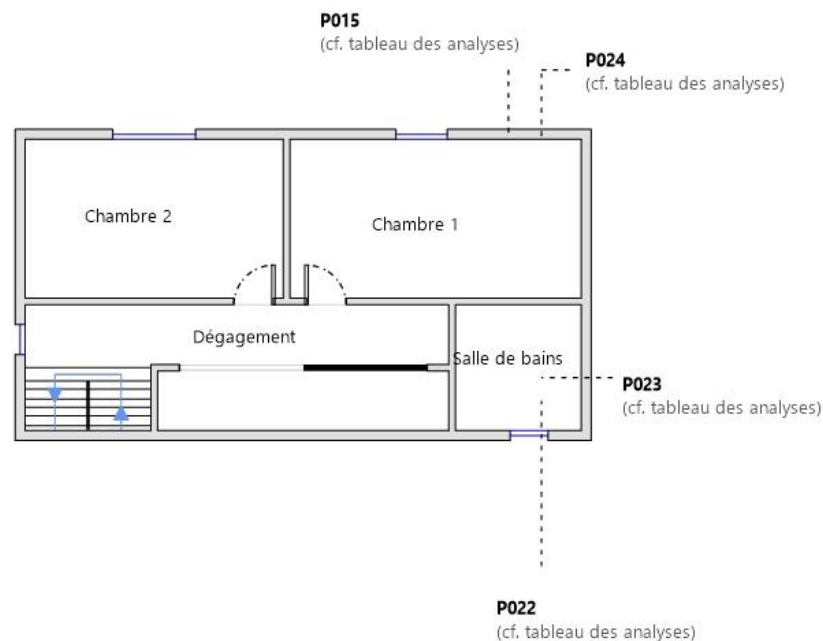 P015
(cf. tableau des analyses)
P024
(cf. tableau des analyses)
Chambre 2
Chambre 1
Dégagement
Salle de bains
P023
(cf. tableau des analyses)
P022
(cf. tableau des analyses)